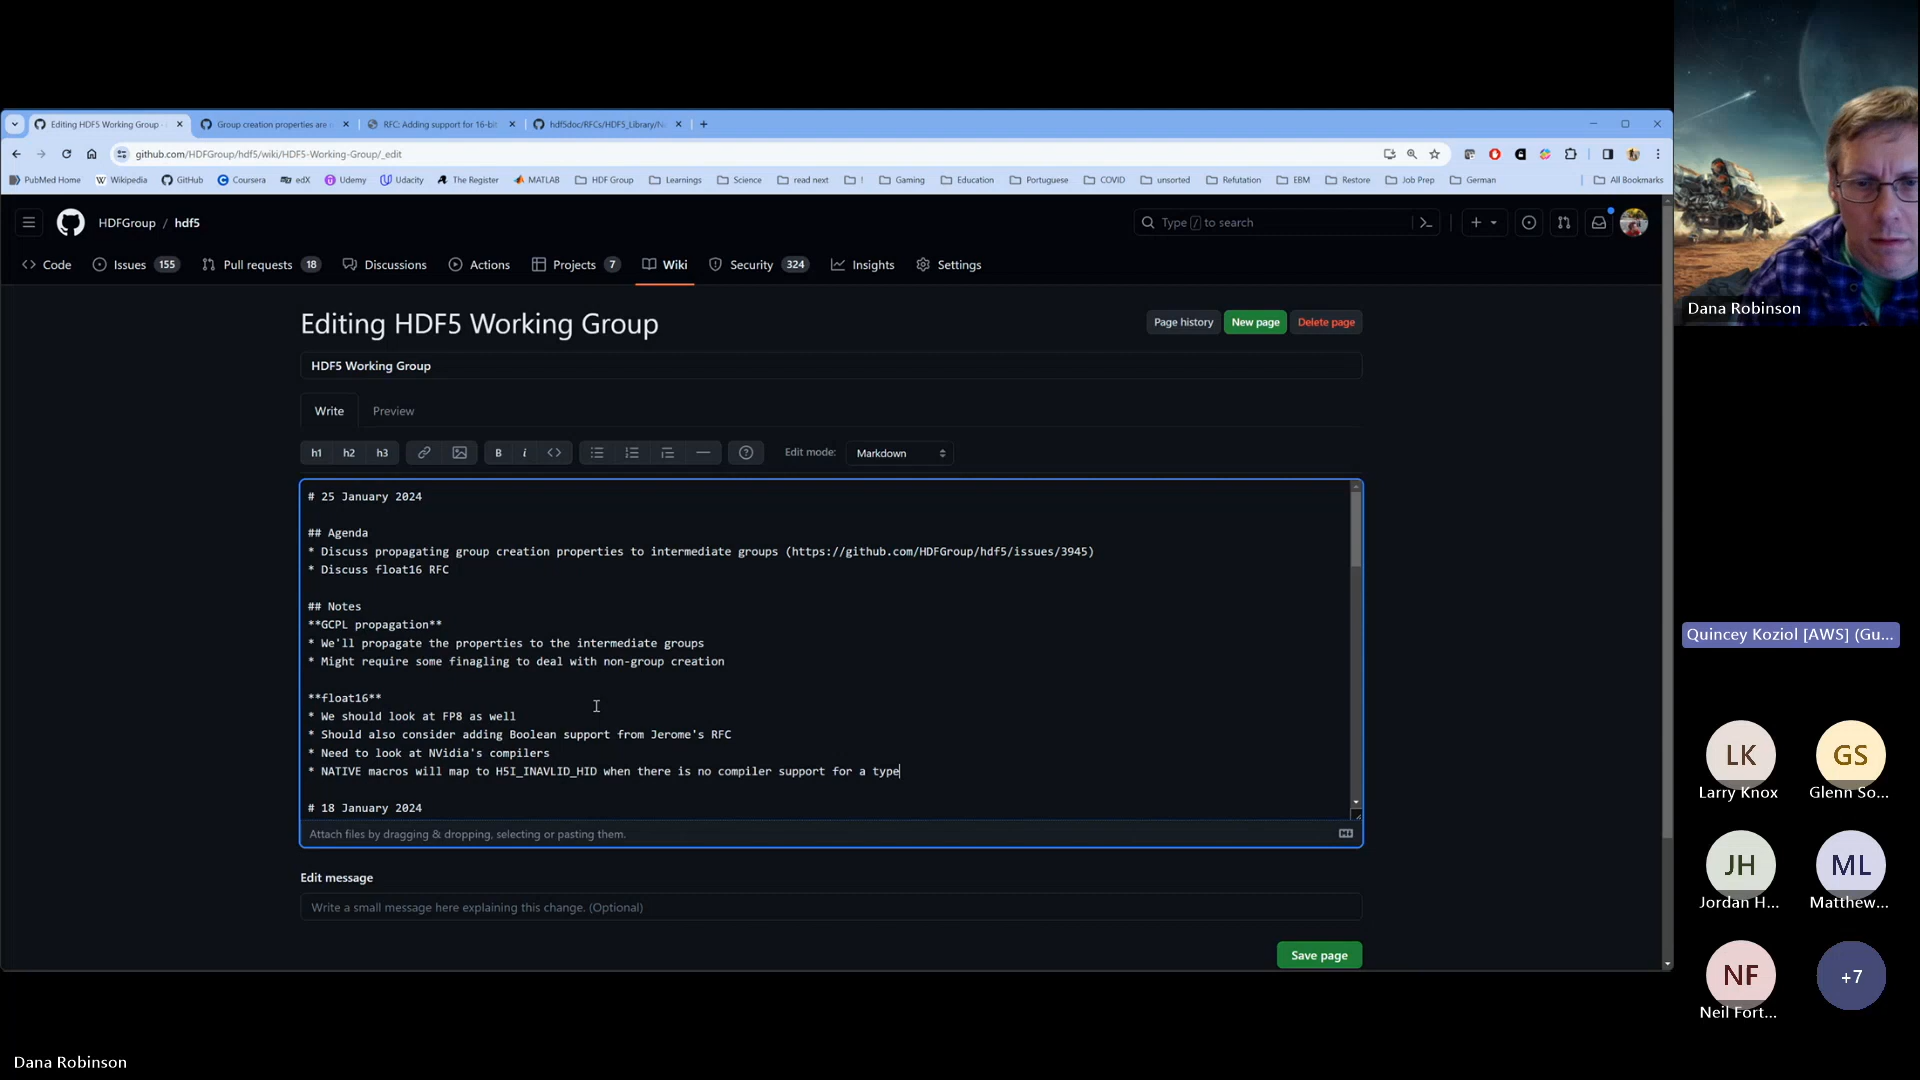 Editing HDF5 Working Group
Group creation properties are
RFC: Adding support for 16-bit
hdf5doc/RFCs/HDF5_Library/N
github.com/HDFGroup/hdf5/wiki/HDF5-Working-Group/_edit
PubMed Home
Wikipedia
GitHub
Coursera
edX
Udemy
Udacity
The Register
MATLAB
HDF Group
Learnings
Science
read next
!
Gaming
Education
Portuguese
COVID
unsorted
Refutation
EBM
Restore
Job Prep
German
All Bookmarks
HDFGroup / hdf5
Type / to search
Code
Issues 155
Pull requests 18
Discussions
Actions
Projects 7
Wiki
Security 324
Insights
Settings
Editing HDF5 Working Group
Page history
New page
Delete page
HDF5 Working Group
Write
Preview
h1 h2 h3
B i <>
Edit mode:
Markdown
# 25 January 2024
## Agenda
* Discuss propagating group creation properties to intermediate groups (https://github.com/HDFGroup/hdf5/issues/3945)
* Discuss float16 RFC
## Notes
**GCPL propagation**
* We'll propagate the properties to the intermediate groups
* Might require some finagling to deal with non-group creation
**float16**
* We should look at FP8 as well
* Should also consider adding Boolean support from Jerome's RFC
* Need to look at NVidia's compilers
* NATIVE macros will map to H5I_INAVLID_HID when there is no compiler support for a type
# 18 January 2024
Attach files by dragging & dropping, selecting or pasting them.
Edit message
Write a small message here explaining this change. (Optional)
Save page
Dana Robinson
Quincey Koziol [AWS] (Gu...
LK
Larry Knox
GS
Glenn So...
JH
Jordan H...
ML
Matthew...
NF
Neil Fort...
+7
Dana Robinson